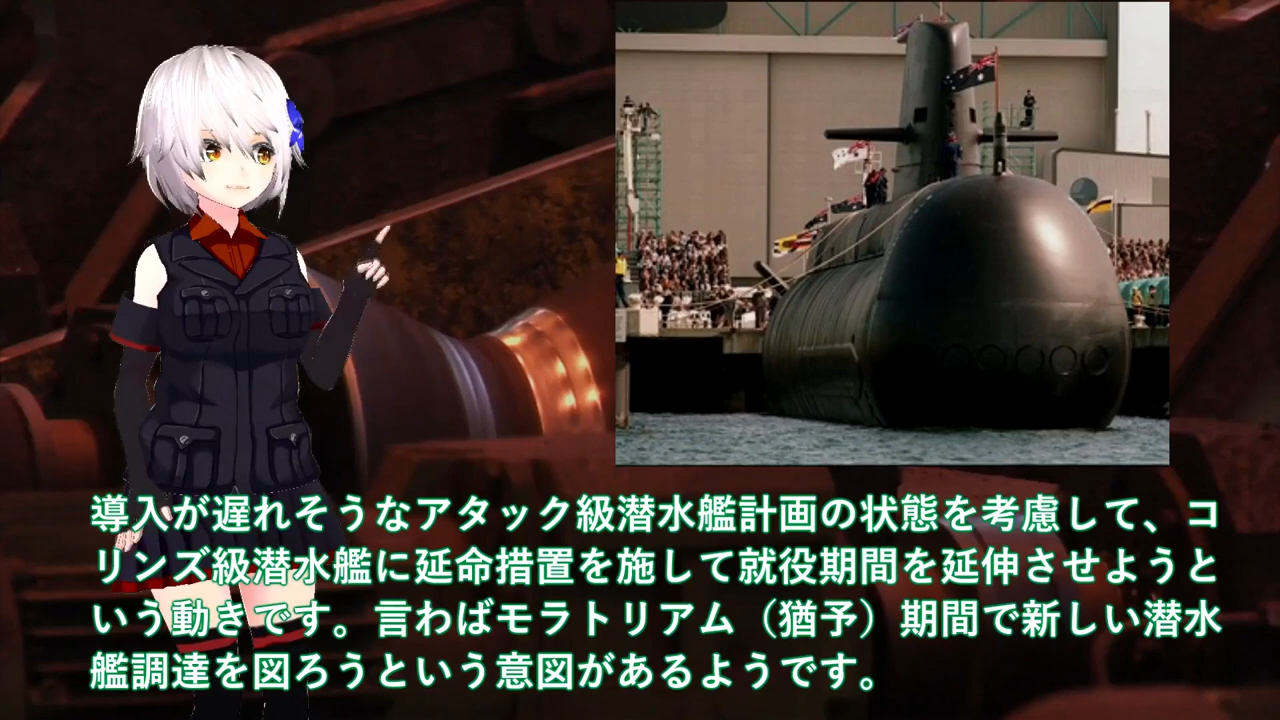 導入が遅れそうなアタック級潜水艦計画の状態を考慮して、コ
リンズ級潜水艦に延命措置を施して就役期間を延伸させようと
いう動きです。言わばモラトリアム（猶予）期間で新しい潜水
艦調達を図ろうという意図があるようです。